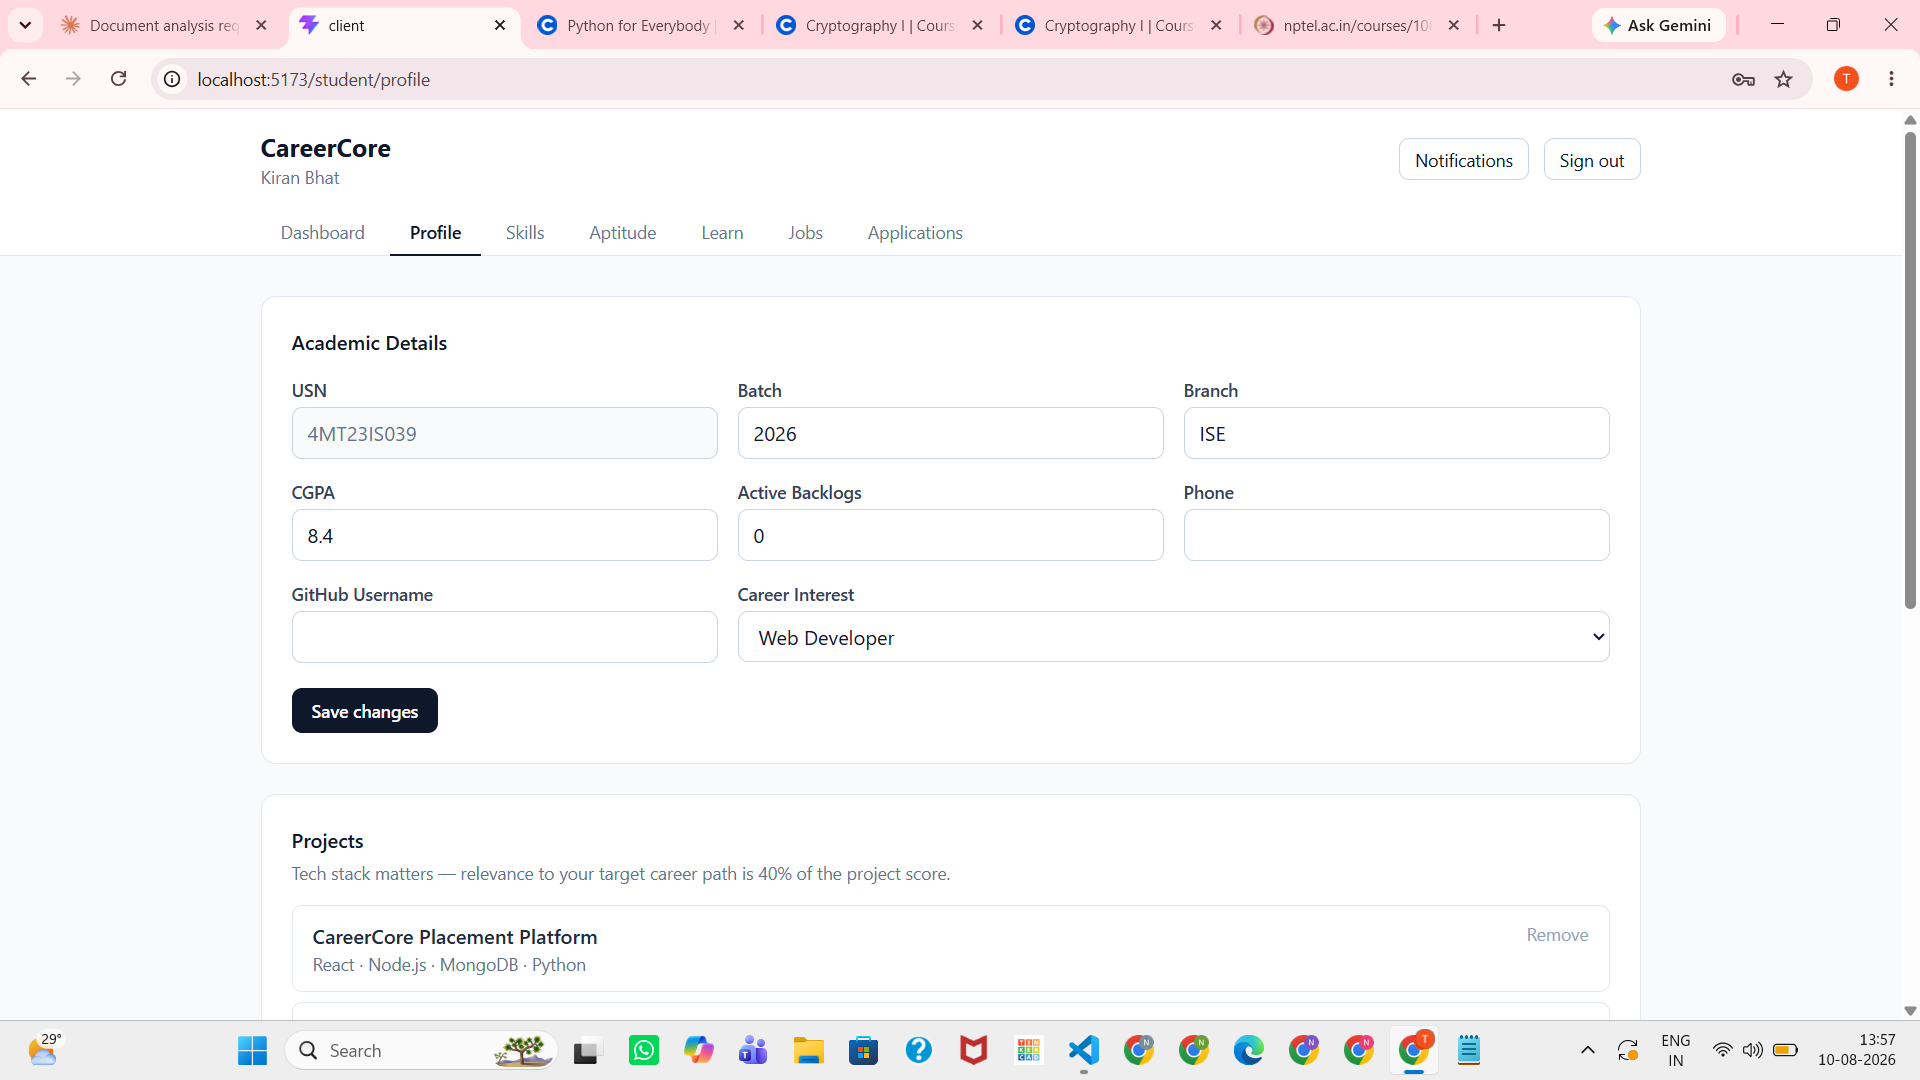 Document analysis req
client
Python for Everybody |
Cryptography I | Cours
Cryptography I | Cours
nptel.ac.in/courses/106
Ask Gemini
localhost:5173/student/profile
T
CareerCore
Kiran Bhat
Notifications
Sign out
Dashboard
Profile
Skills
Aptitude
Learn
Jobs
Applications
Academic Details
USN
Batch
Branch
4MT23IS039
2026
ISE
CGPA
Active Backlogs
Phone
8.4
0
GitHub Username
Career Interest
Web Developer
Save changes
Projects
Tech stack matters — relevance to your target career path is 40% of the project score.
CareerCore Placement Platform
Remove
React · Node.js · MongoDB · Python
29°
Search
ENG
IN
13:57
10-08-2026